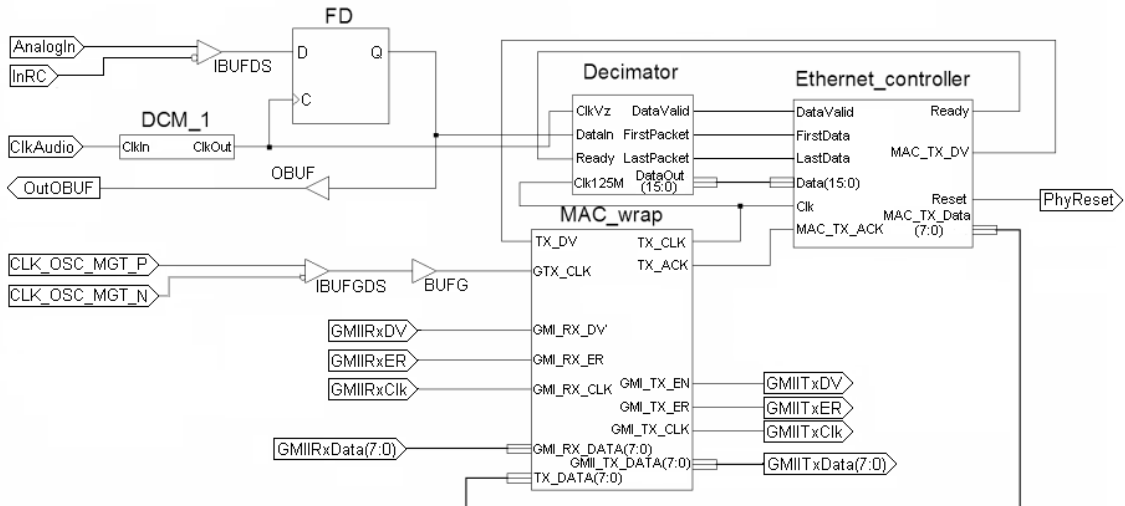 FD
AnalogIn
InRC
IBUFDS
D
Q
C
DCM_1
ClkAudio
ClkIn
ClkOut
OBUF
OutOBUF
Decimator
ClkVz
DataValid
DataIn
FirstPacket
Ready
LastPacket
Clk125M
DataOut
(15:0)
Ethernet_controller
DataValid
Ready
FirstData
MAC_TX_DV
LastData
Data(15:0)
Reset
Clk
MAC_TX_Data
(7:0)
MAC_TX_ACK
PhyReset
MAC_wrap
TX_DV
TX_CLK
TX_ACK
GTX_CLK
CLK_OSC_MGT_P
CLK_OSC_MGT_N
IBUFGDS
BUFG
GMIIRxDV
GMI_RX_DV'
GMIIRxER
GMI_RX_ER
GMIIRxClk
GMI_RX_CLK
GMI_TX_EN
GMIITxDV
GMI_TX_ER
GMIITxER
GMI_TX_CLK
GMIITxClk
GMIIRxData(7:0)
GMI_RX_DATA(7:0)
GMII_TX_DATA(7:0)
GMIITxData(7:0)
TX_DATA(7:0)